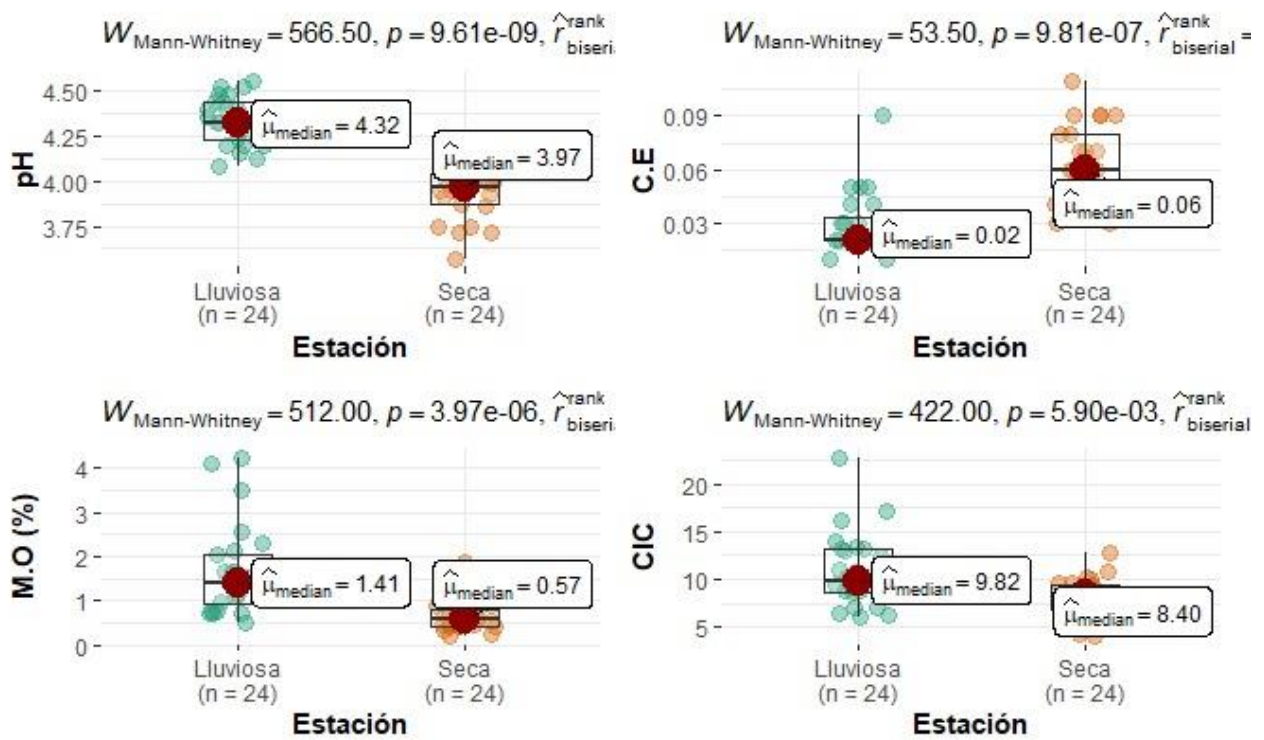 W Mann-Whitney = 566.50, p = 9.61e-09, r̂ rank biseri
pH
4.50
4.25
4.00
3.75
μ̂ median = 4.32
μ̂ median = 3.97
Lluviosa
(n = 24)
Seca
(n = 24)
Estación
W Mann-Whitney = 53.50, p = 9.81e-07, r̂ rank biserial =
C.E
0.09
0.06
0.03
μ̂ median = 0.02
μ̂ median = 0.06
Lluviosa
(n = 24)
Seca
(n = 24)
Estación
W Mann-Whitney = 512.00, p = 3.97e-06, r̂ rank biseri
M.O (%)
4
3
2
1
0
μ̂ median = 1.41
μ̂ median = 0.57
Lluviosa
(n = 24)
Seca
(n = 24)
Estación
W Mann-Whitney = 422.00, p = 5.90e-03, r̂ rank biserial
CIC
20
15
10
5
μ̂ median = 9.82
μ̂ median = 8.40
Lluviosa
(n = 24)
Seca
(n = 24)
Estación